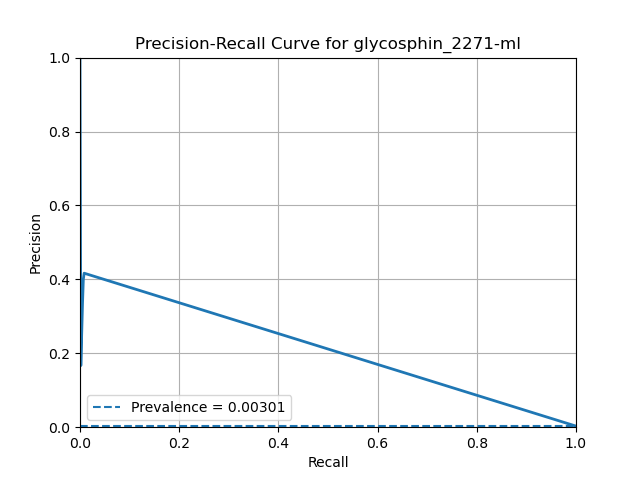 Precision-Recall Curve for glycosphin_2271-ml
1.0
0.8
0.6
0.4
0.2
0.0
Precision
Prevalence = 0.00301
0.0 0.2 0.4 0.6 0.8 1.0
Recall